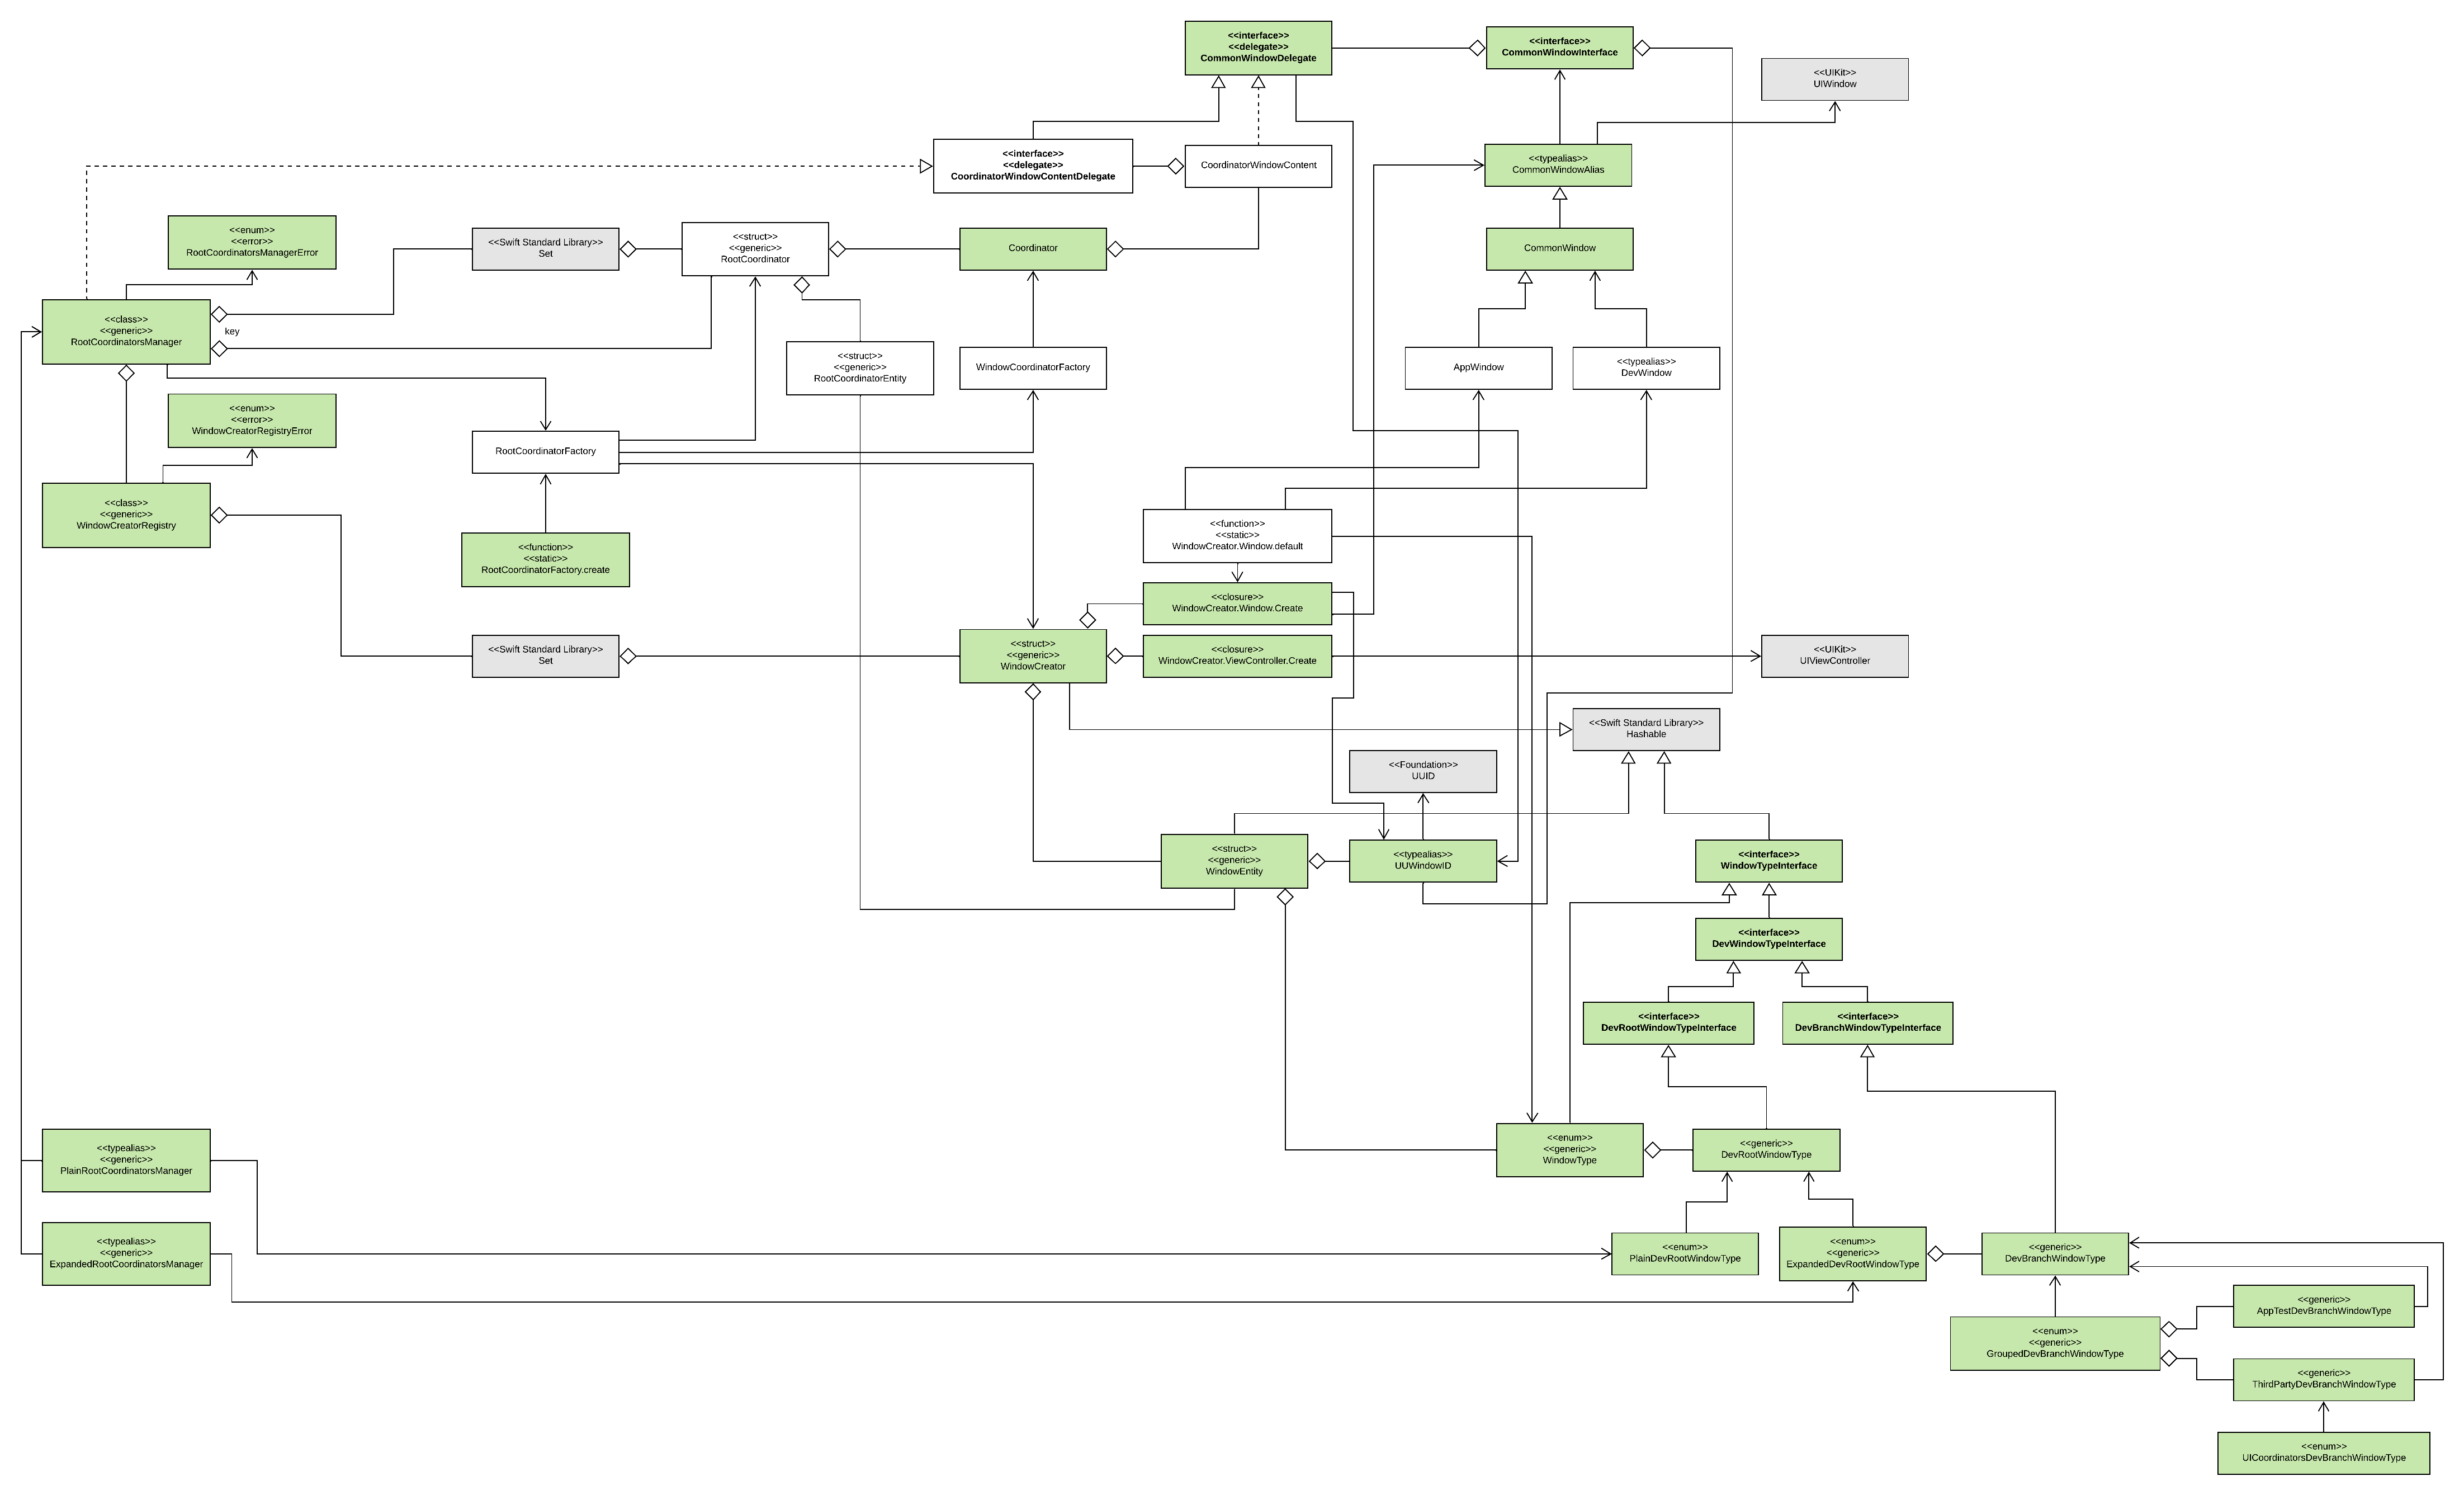 <<interface>>
<<delegate>>
CommonWindowDelegate
<<interface>>
CommonWindowInterface
<<UIKit>>
UIWindow
<<interface>>
<<delegate>>
CoordinatorWindowContentDelegate
CoordinatorWindowContent
<<typealias>>
CommonWindowAlias
<<enum>>
<<error>>
RootCoordinatorsManagerError
<<Swift Standard Library>>
Set
<<struct>>
<<generic>>
RootCoordinator
Coordinator
CommonWindow
<<class>>
<<generic>>
RootCoordinatorsManager
key
<<struct>>
<<generic>>
RootCoordinatorEntity
WindowCoordinatorFactory
AppWindow
<<typealias>>
DevWindow
<<enum>>
<<error>>
WindowCreatorRegistryError
RootCoordinatorFactory
<<class>>
<<generic>>
WindowCreatorRegistry
<<function>>
<<static>>
RootCoordinatorFactory.create
<<function>>
<<static>>
WindowCreator.Window.default
<<closure>>
WindowCreator.Window.Create
<<Swift Standard Library>>
Set
<<struct>>
<<generic>>
WindowCreator
<<closure>>
WindowCreator.ViewController.Create
<<UIKit>>
UIViewController
<<Swift Standard Library>>
Hashable
<<Foundation>>
UUID
<<struct>>
<<generic>>
WindowEntity
<<typealias>>
UUWindowID
<<interface>>
WindowTypeInterface
<<interface>>
DevWindowTypeInterface
<<interface>>
DevRootWindowTypeInterface
<<interface>>
DevBranchWindowTypeInterface
<<typealias>>
<<generic>>
PlainRootCoordinatorsManager
<<enum>>
<<generic>>
WindowType
<<generic>>
DevRootWindowType
<<typealias>>
<<generic>>
ExpandedRootCoordinatorsManager
<<enum>>
PlainDevRootWindowType
<<enum>>
<<generic>>
ExpandedDevRootWindowType
<<generic>>
DevBranchWindowType
<<generic>>
AppTestDevBranchWindowType
<<enum>>
<<generic>>
GroupedDevBranchWindowType
<<generic>>
ThirdPartyDevBranchWindowType
<<enum>>
UICoordinatorsDevBranchWindowType